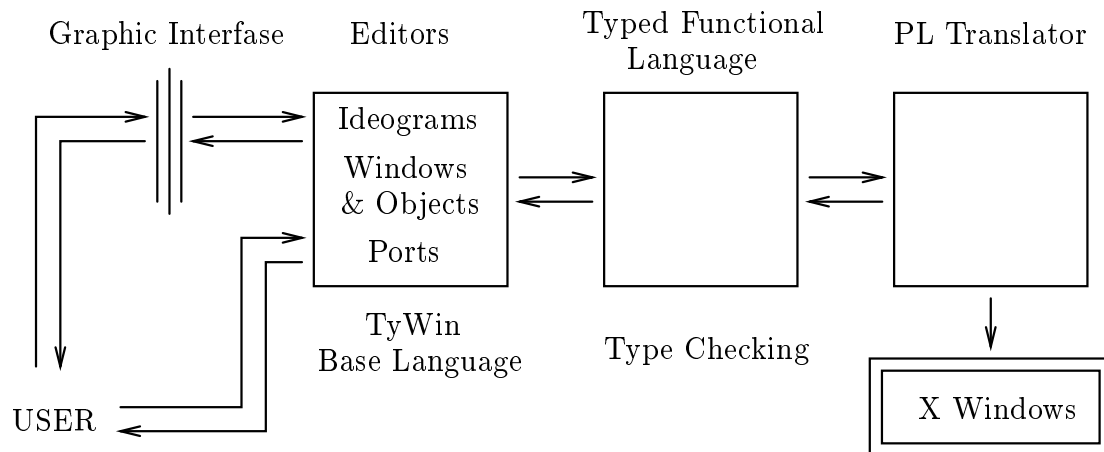 Graphic Interfase
Editors
Typed Functional
Language
PL Translator
Ideograms
Windows
& Objects
Ports
TyWin
Base Language
Type Checking
X Windows
USER